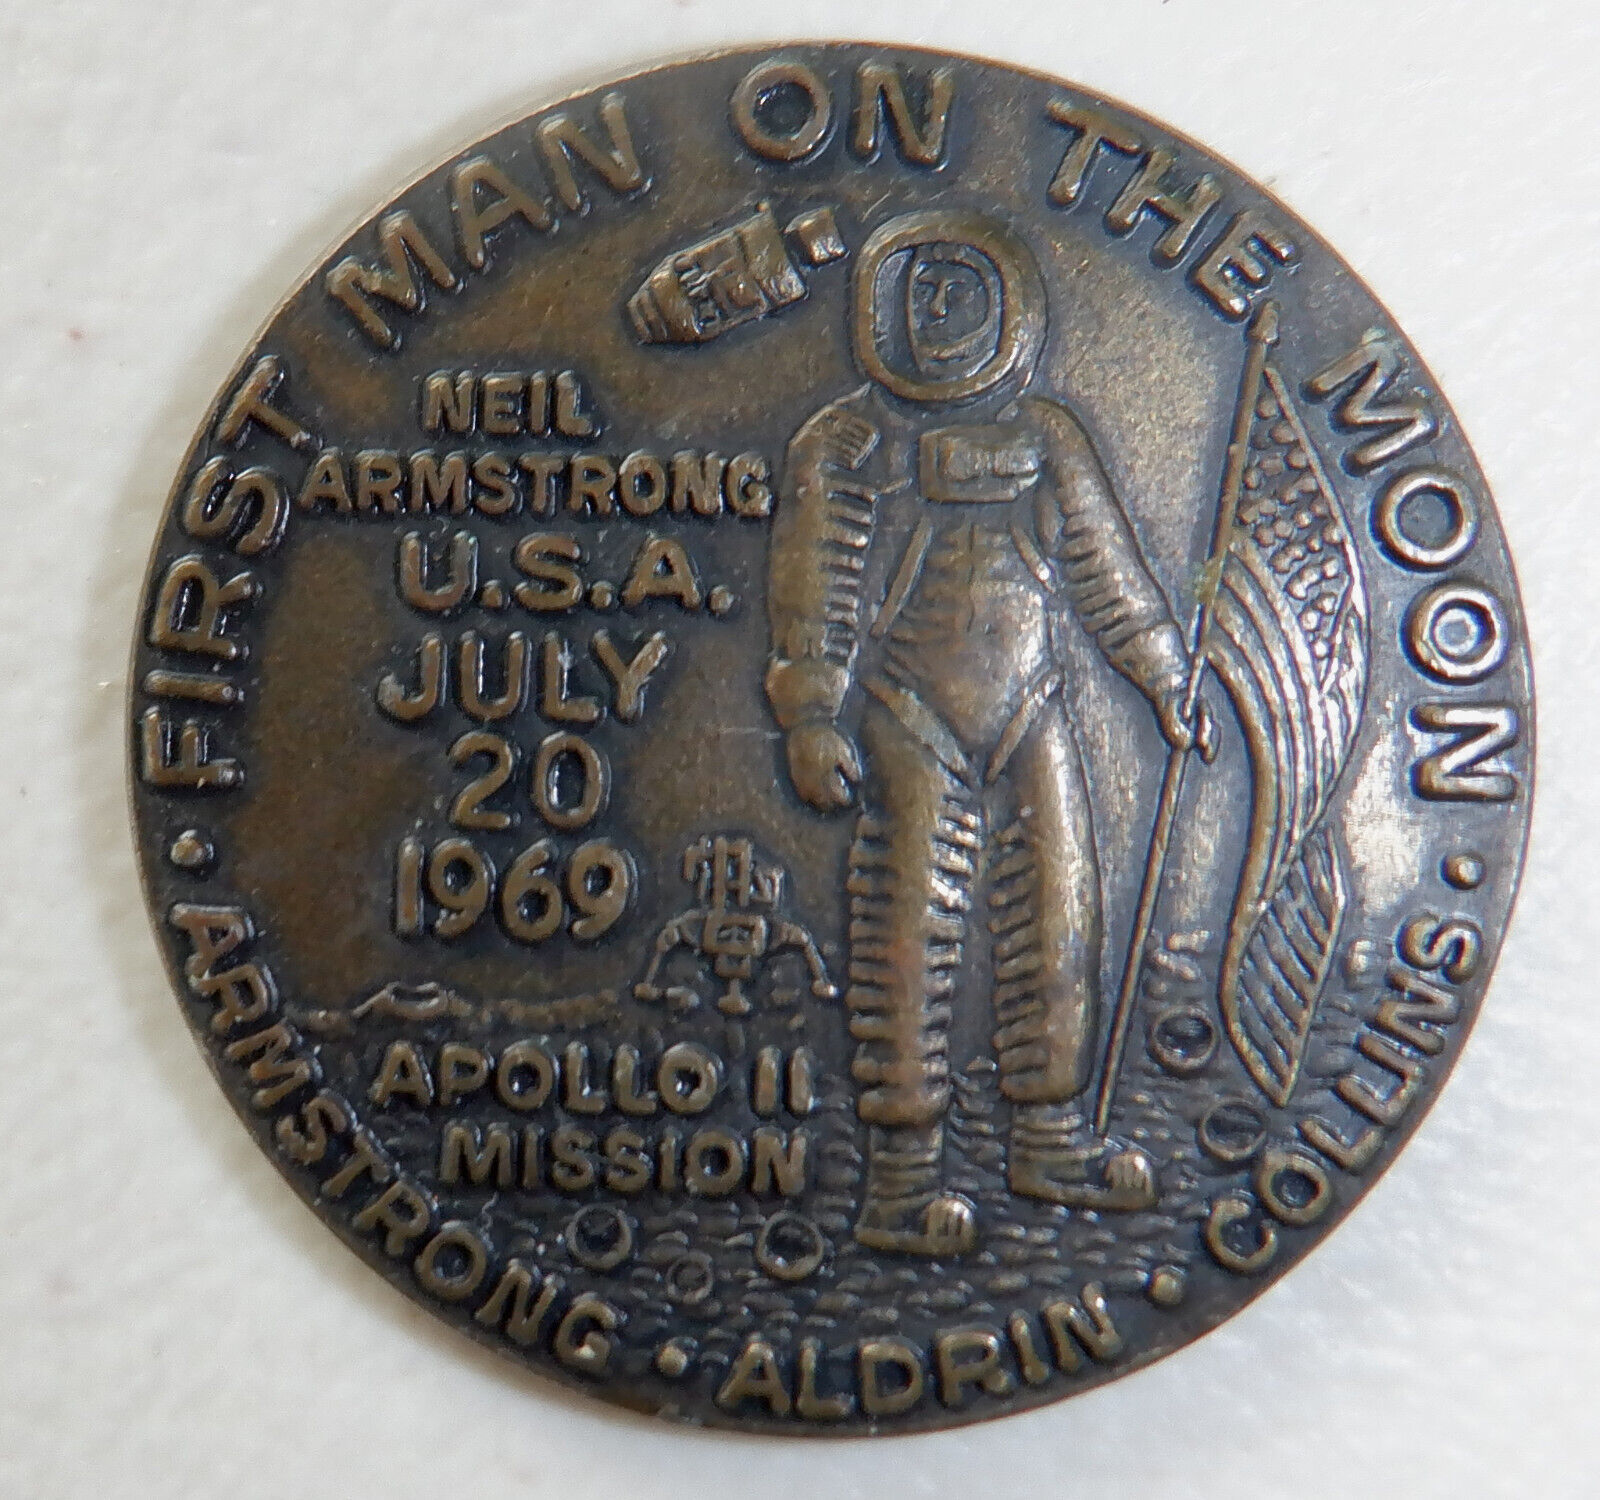 FIRST MAN ON THE MOON
NEIL
ARMSTRONG
U.S.A.
JULY
20
1969
APOLLO 11
MISSION
ARMSTRONG · ALDRIN · COLLINS